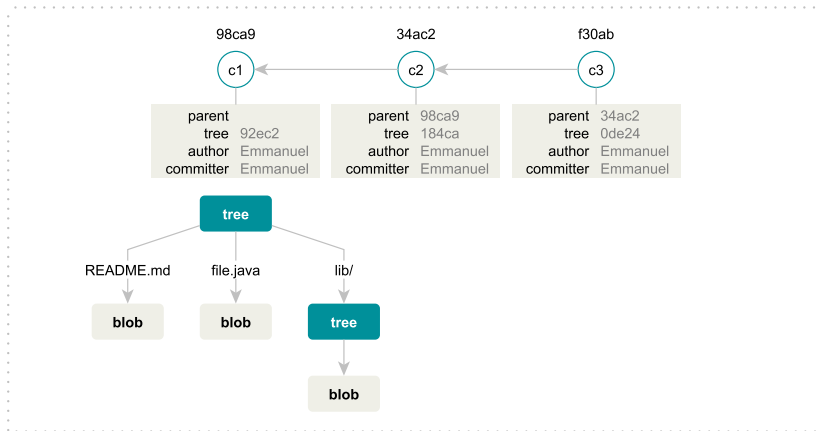 98ca9 34ac2 f30ab
c1 c2 c3
parent parent 98ca9 parent 34ac2
tree 92ec2 tree 184ca tree 0de24
author Emmanuel author Emmanuel author Emmanuel
committer Emmanuel committer Emmanuel committer Emmanuel
tree
README.md file.java lib/
blob blob tree
blob